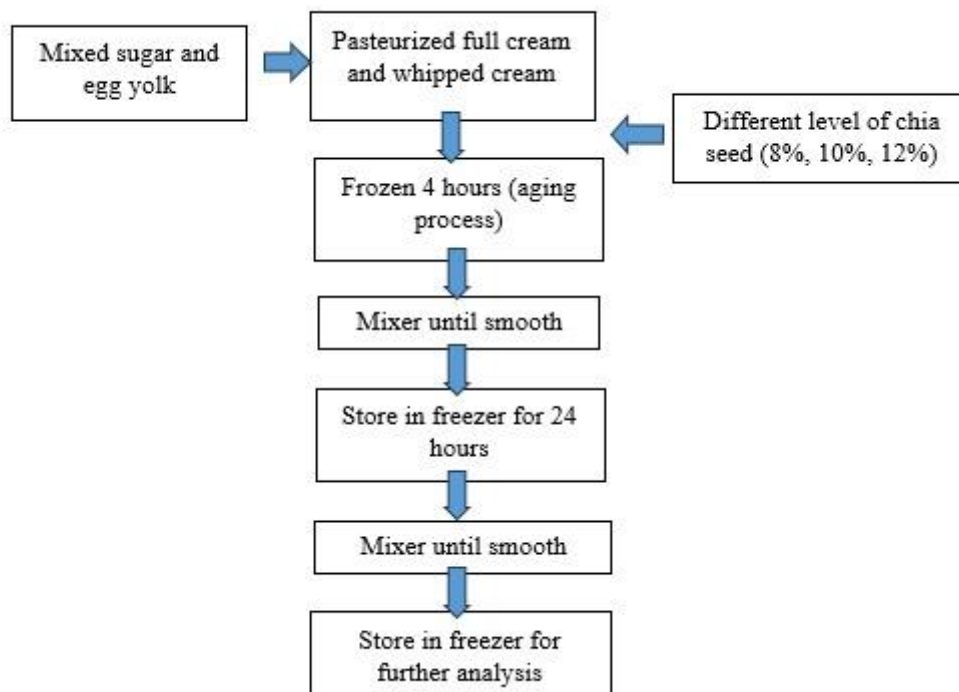 Mixed sugar and
egg yolk
Pasteurized full cream
and whipped cream
Different level of chia
seed (8%, 10%, 12%)
Frozen 4 hours (aging
process)
Mixer until smooth
Store in freezer for 24
hours
Mixer until smooth
Store in freezer for
further analysis